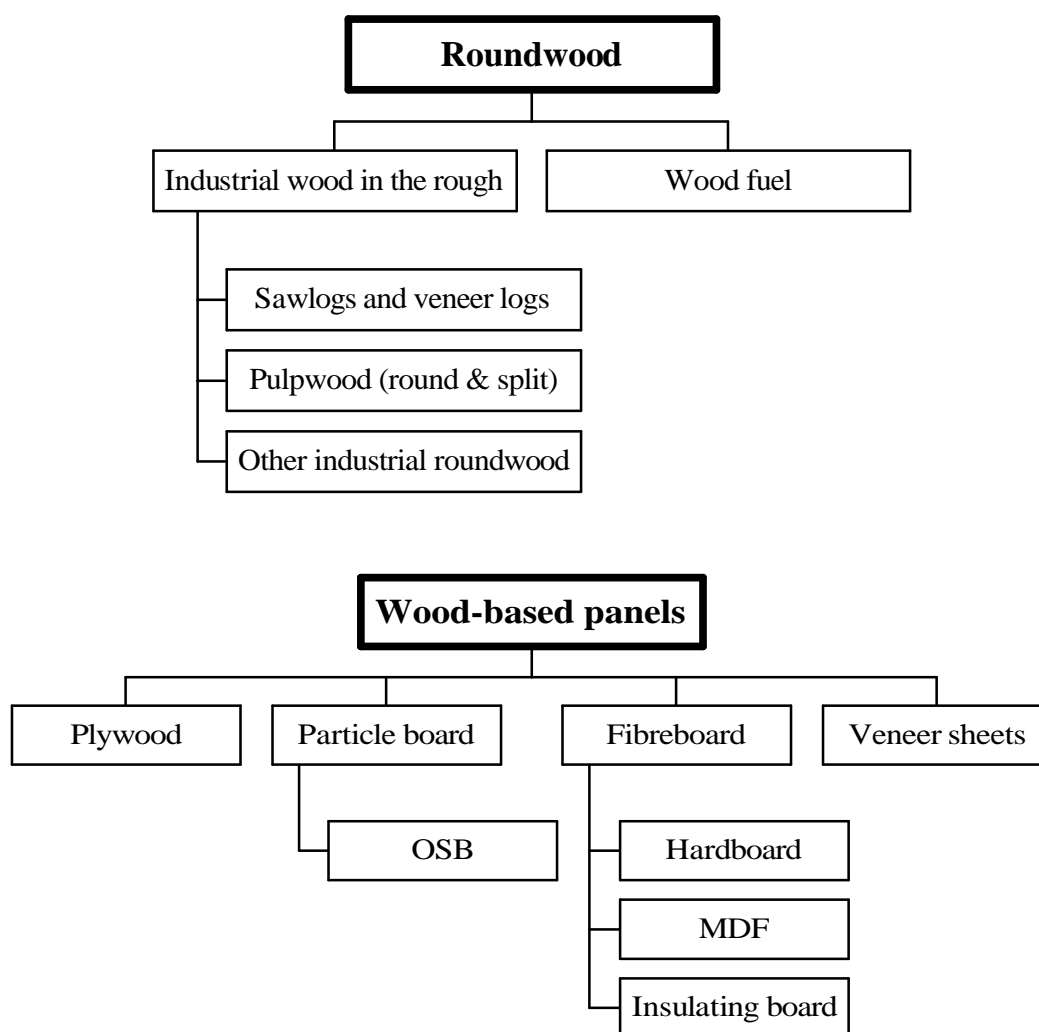 Roundwood
Industrial wood in the rough
Wood fuel
Sawlogs and veneer logs
Pulpwood (round & split)
Other industrial roundwood
Wood-based panels
Plywood
Particle board
Fibreboard
Veneer sheets
OSB
Hardboard
MDF
Insulating board